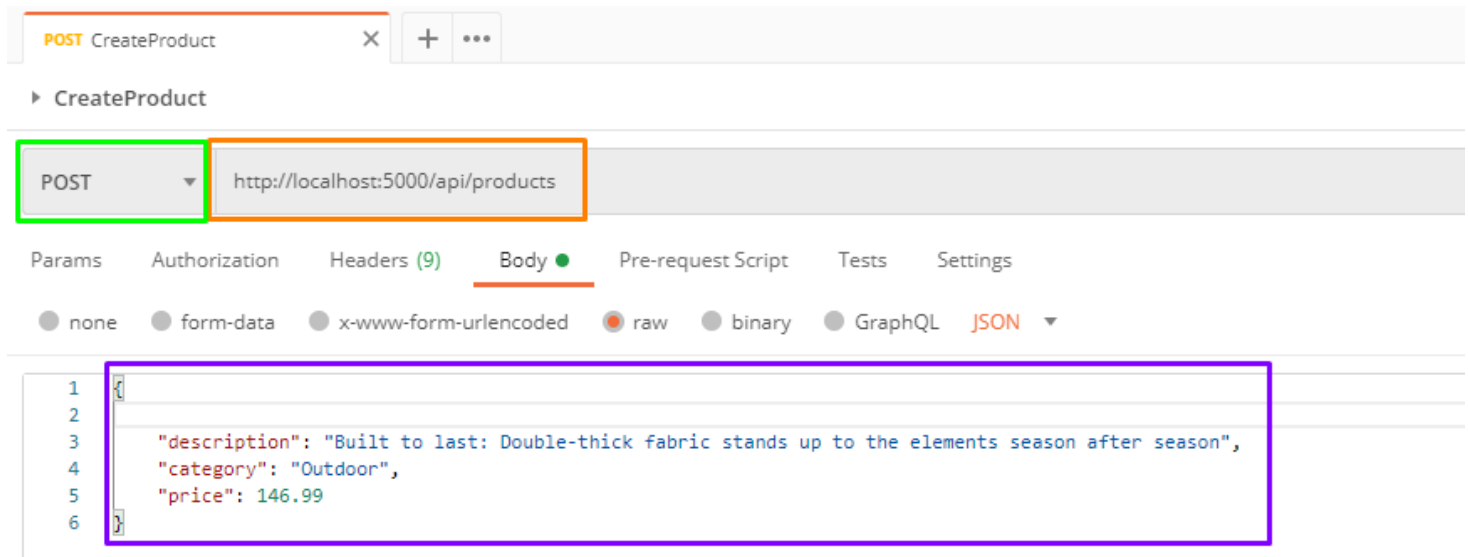 POST CreateProduct
CreateProduct
POST http://localhost:5000/api/products
Params Authorization Headers (9) Body Pre-request Script Tests Settings
none form-data x-www-form-urlencoded raw binary GraphQL JSON
1 {
2
3 "description": "Built to last: Double-thick fabric stands up to the elements season after season",
4 "category": "Outdoor",
5 "price": 146.99
6 }